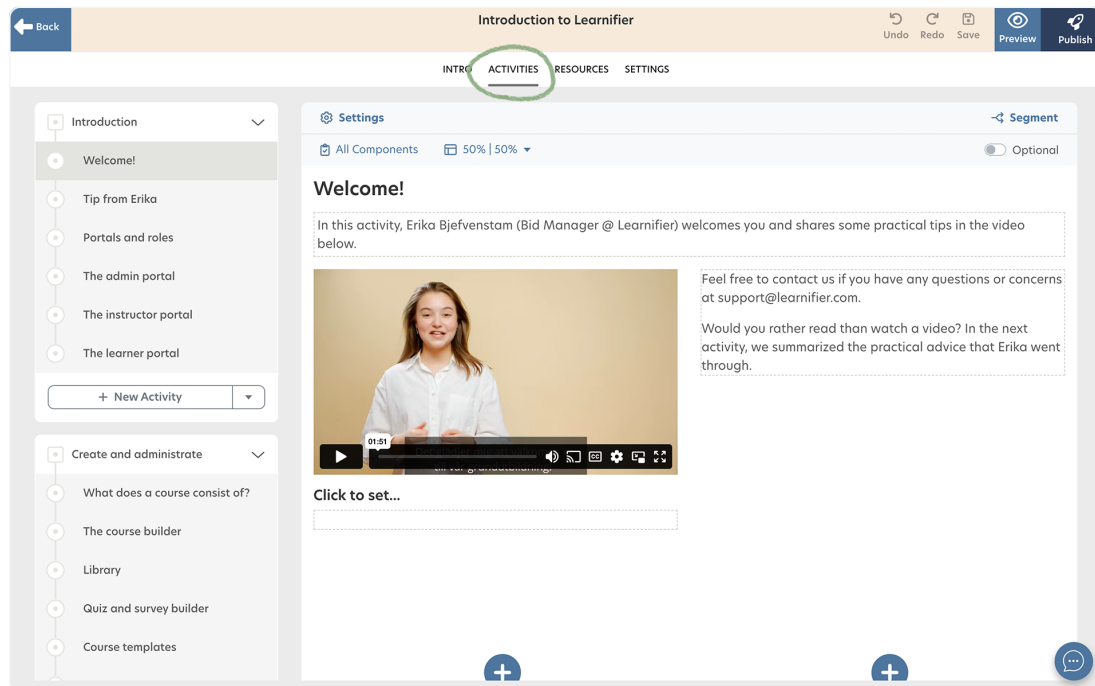 Back
Introduction to Learnifier
Undo
Redo
Save
Preview
Publish
INTRO
ACTIVITIES
RESOURCES
SETTINGS
Introduction
Welcome!
Tip from Erika
Portals and roles
The admin portal
The instructor portal
The learner portal
+ New Activity
Create and administrate
What does a course consist of?
The course builder
Library
Quiz and survey builder
Course templates
Settings
Segment
All Components
50% | 50%
Optional
Welcome!
In this activity, Erika Bjefvenstam (Bid Manager @ Learnifier) welcomes you and shares some practical tips in the video
below.
01:51
CC
Click to set...
Feel free to contact us if you have any questions or concerns
at support@learnifier.com.
Would you rather read than watch a video? In the next
activity, we summarized the practical advice that Erika went
through.